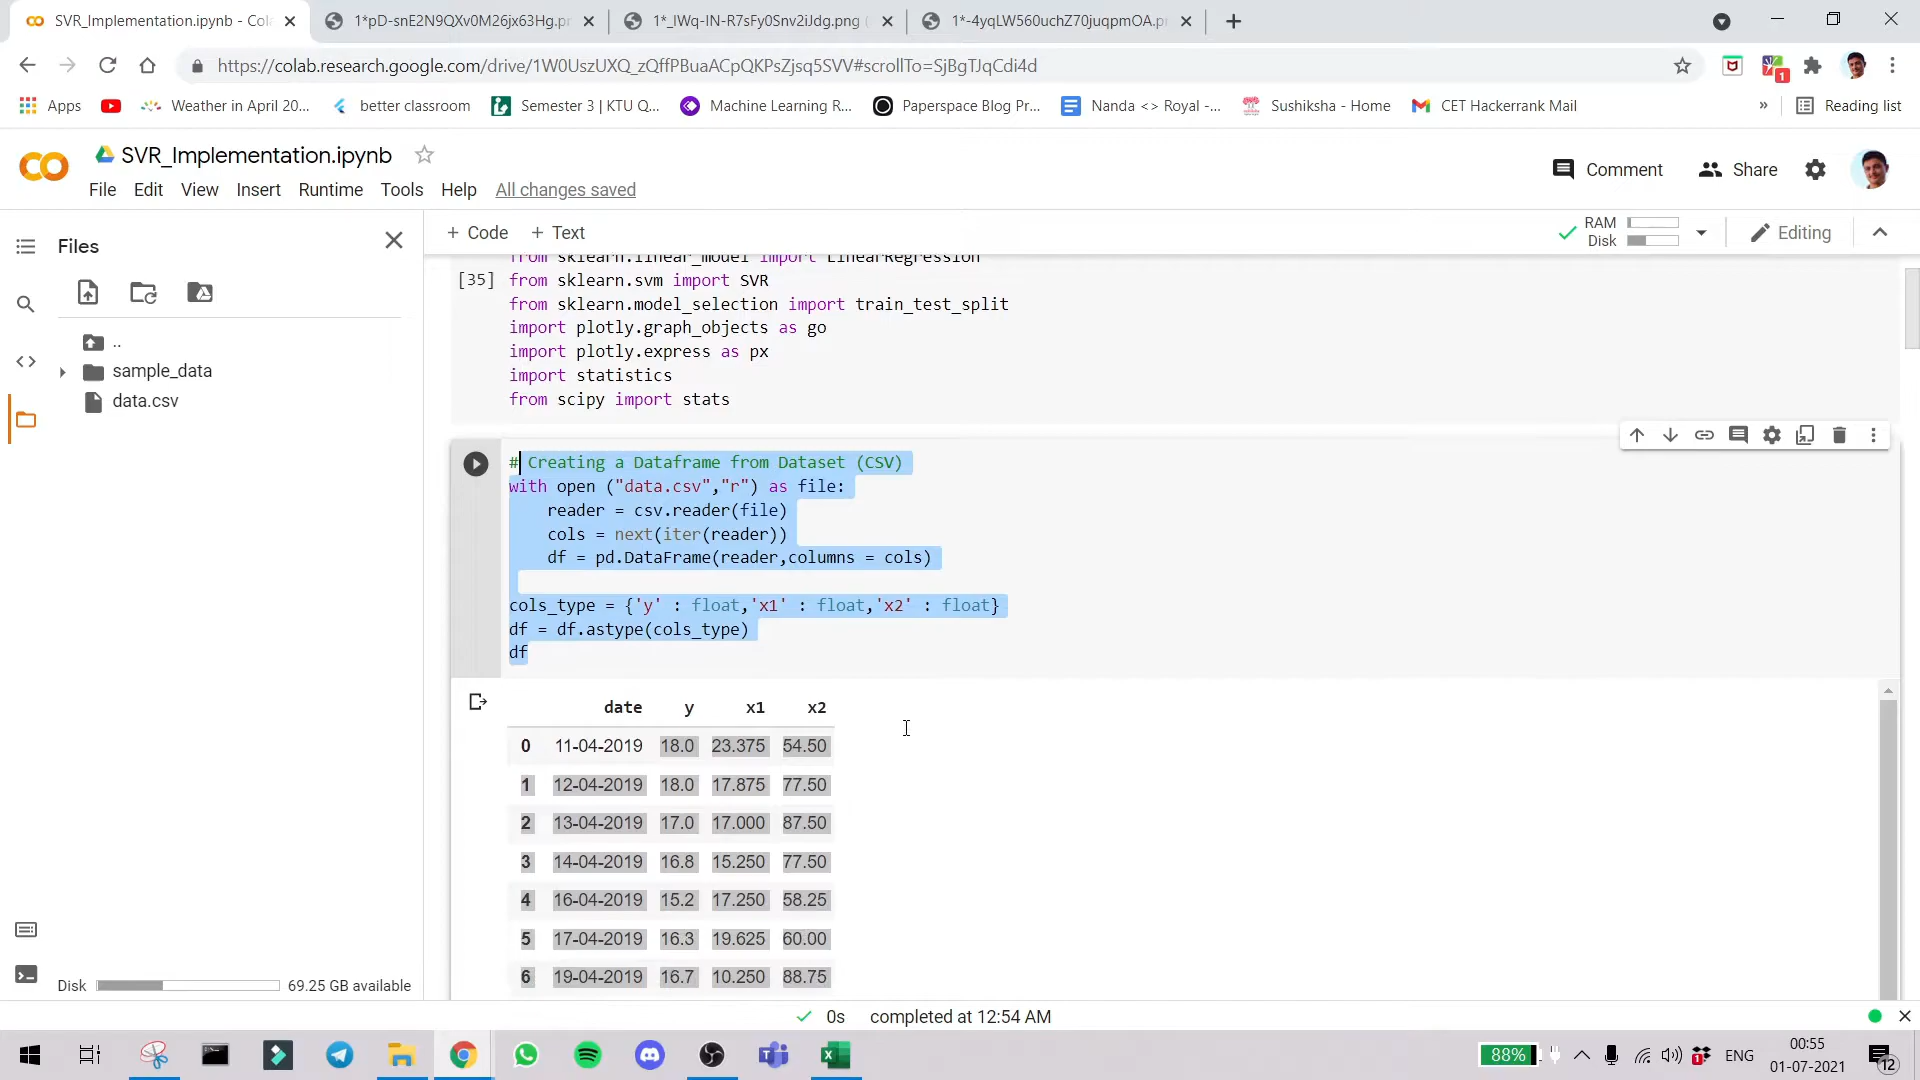 SVR_Implementation.ipynb - Cola
1*pD-snE2N9QXv0M26jx63Hg.pn
1*_IWq-IN-R7sFy0Snv2iJdg.png (
1*-4yqLW560uchZ70juqpmOA.pn
https://colab.research.google.com/drive/1W0UszUXQ_zQffPBuaACpQKPsZjsq5SVV#scrollTo=SjBgTJqCdi4d
Apps
Weather in April 20...
better classroom
Semester 3 | KTU Q...
Machine Learning R...
Paperspace Blog Pr...
Nanda <> Royal -...
Sushiksha - Home
CET Hackerrank Mail
»
Reading list
SVR_Implementation.ipynb
Comment
Share
File Edit View Insert Runtime Tools Help All changes saved
Files
+ Code + Text
RAM
Disk
Editing
..
sample_data
data.csv
from sklearn.linear_model import LinearRegression
[35] from sklearn.svm import SVR
from sklearn.model_selection import train_test_split
import plotly.graph_objects as go
import plotly.express as px
import statistics
from scipy import stats
# Creating a Dataframe from Dataset (CSV)
with open ("data.csv","r") as file:
reader = csv.reader(file)
cols = next(iter(reader))
df = pd.DataFrame(reader,columns = cols)
cols_type = {'y' : float,'x1' : float,'x2' : float}
df = df.astype(cols_type)
df
date y x1 x2
0 11-04-2019 18.0 23.375 54.50
1 12-04-2019 18.0 17.875 77.50
2 13-04-2019 17.0 17.000 87.50
3 14-04-2019 16.8 15.250 77.50
4 16-04-2019 15.2 17.250 58.25
5 17-04-2019 16.3 19.625 60.00
6 19-04-2019 16.7 10.250 88.75
Disk 69.25 GB available
0s completed at 12:54 AM
88%
ENG
00:55
01-07-2021
12